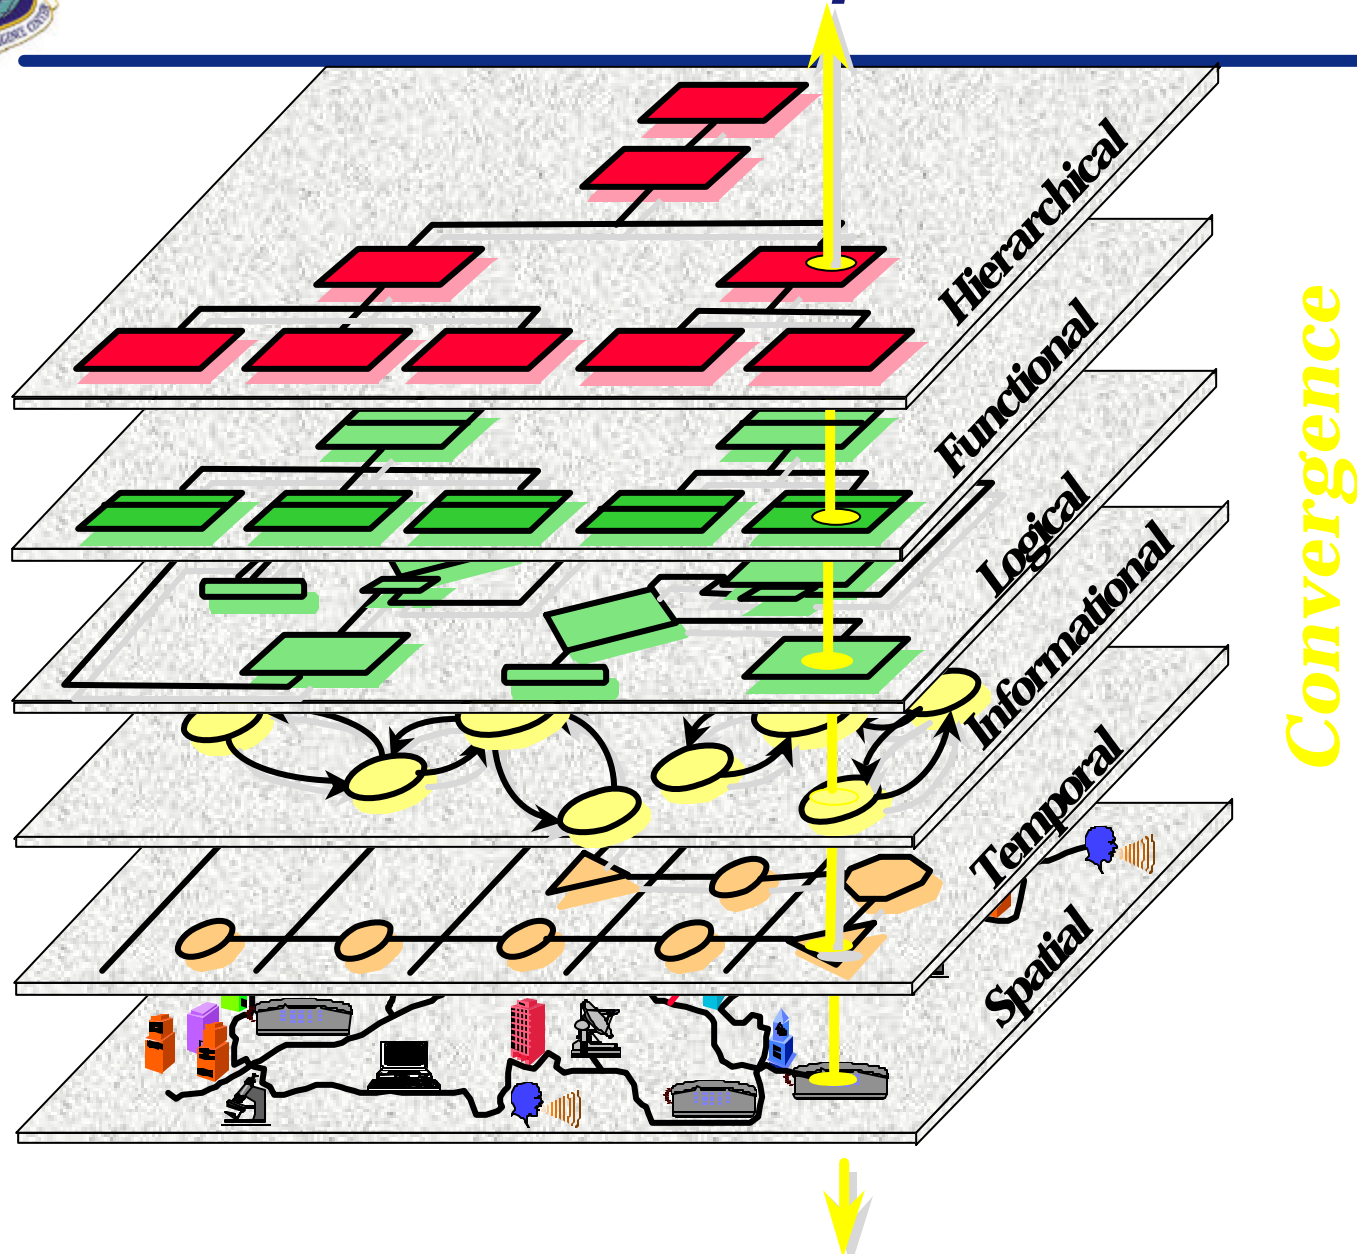 Hierarchical
Functional
Logical
Informational
Temporal
Spatial
Convergence